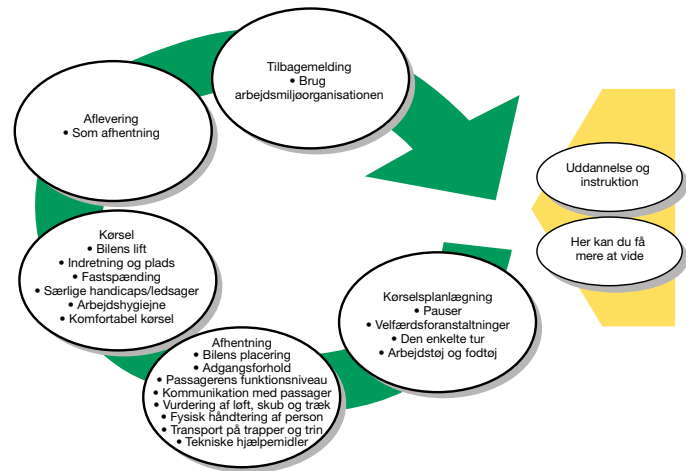 Tilbagemelding
• Brug
arbejdsmiljøorganisationen
Aflevering
• Som afhentning
Uddannelse og
instruktion
Her kan du få
mere at vide
Kørsel
• Bilens lift
• Indretning og plads
• Fastspænding
• Særlige handicaps/ledsager
• Arbejdshygiejne
• Komfortabel kørsel
Kørselsplanlægning
• Pauser
• Velfærdsforanstaltninger
• Den enkelte tur
• Arbejdstøj og fodtøj
Afhentning
• Bilens placering
• Adgangsforhold
• Passagerens funktionsniveau
• Kommunikation med passager
• Vurdering af løft, skub og træk
• Fysisk håndtering af person
• Transport på trapper og trin
• Tekniske hjælpemidler